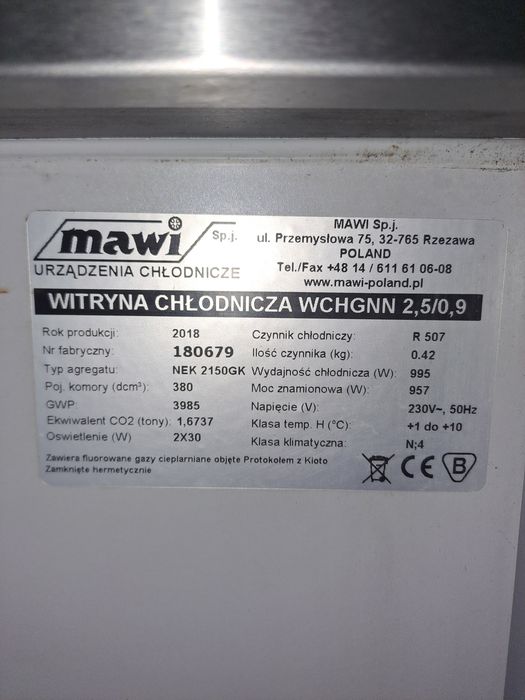 mawi Sp.j.
URZĄDZENIA CHŁODNICZE
MAWI Sp.j.
ul. Przemysłowa 75, 32-765 Rzezawa
POLAND
Tel./Fax +48 14 / 611 61 06-08
www.mawi-poland.pl
WITRYNA CHŁODNICZA WCHGNN 2,5/0,9
Rok produkcji: 2018
Nr fabryczny: 180679
Typ agregatu: NEK 2150GK
Poj. komory (dcm³): 380
GWP: 3985
Ekwiwalent CO2 (tony): 1,6737
Oswietlenie (W) 2X30
Czynnik chłodniczy: R 507
Ilość czynnika (kg): 0.42
Wydajność chłodnicza (W): 995
Moc znamionowa (W): 957
Napięcie (V): 230V~, 50Hz
Klasa temp. H (°C): +1 do +10
Klasa klimatyczna: N;4
Zawiera fluorowane gazy cieplarniane objęte Protokołem z Kioto
Zamknięte hermetycznie
CE B